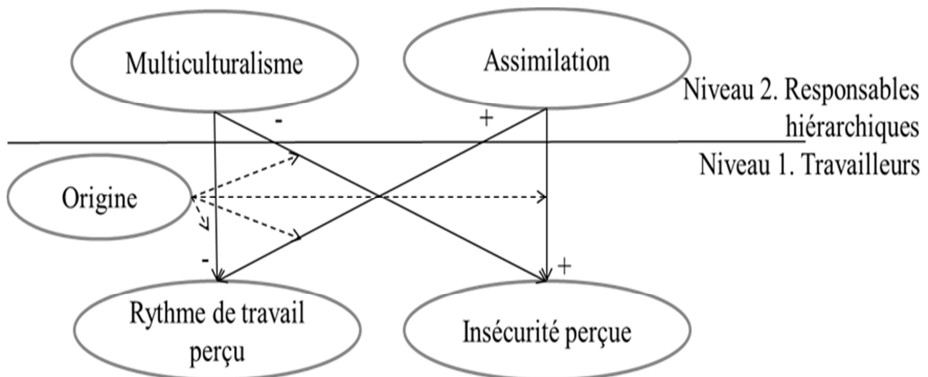 Multiculturalisme
Assimilation
Niveau 2. Responsables
hiérarchiques
-
+
Niveau 1. Travailleurs
Origine
-
+
Rythme de travail
perçu
Insécurité perçue